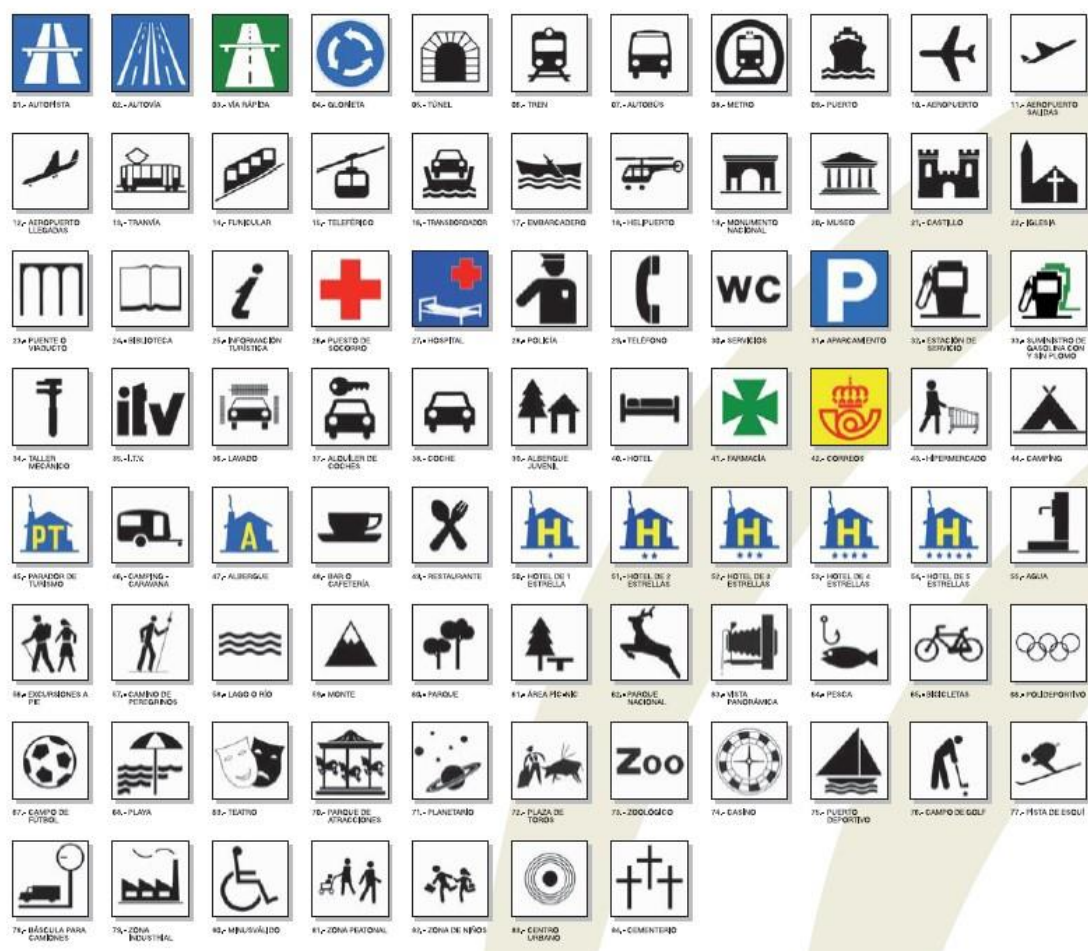 01.- AUTOPISTA
02.- AUTOVÍA
03.- VÍA RÁPIDA
04.- GLORIETA
05.- TÚNEL
06.- TREN
07.- AUTOBÚS
08.- METRO
09.- PUERTO
10.- AEROPUERTO
11.- AEROPUERTO
SALIDAS
12.- AEROPUERTO
LLEGADAS
13.- TRANVÍA
14.- FUNICULAR
15.- TELEFÉRICO
16.- TRANSBORDADOR
17.- EMBARCADERO
18.- HELIPUERTO
19.- MONUMENTO
NACIONAL
20.- MUSEO
21.- CASTILLO
22.- IGLESIA
23.- PUENTE O
VIADUCTO
24.- BIBLIOTECA
i
25.- INFORMACIÓN
TURÍSTICA
26.- PUESTO DE
SOCORRO
27.- HOSPITAL
28.- POLICÍA
29.- TELÉFONO
WC
30.- SERVICIOS
P
31.- APARCAMIENTO
32.- ESTACIÓN DE
SERVICIO
33.- SUMINISTRO DE
GASOLINA CON
Y SIN PLOMO
34.- TALLER
MECÁNICO
itv
35.- I.T.V.
36.- LAVADO
37.- ALQUILER DE
COCHES
38.- COCHE
39.- ALBERGUE
JUVENIL
40.- HOTEL
41.- FARMACIA
42.- CORREOS
43.- HIPERMERCADO
44.- CAMPING
PT
45.- PARADOR DE
TURISMO
46.- CAMPING -
CARAVANA
A
47.- ALBERGUE
48.- BAR O
CAFETERÍA
49.- RESTAURANTE
H
50.- HOTEL DE 1
ESTRELLA
H
51.- HOTEL DE 2
ESTRELLAS
H
52.- HOTEL DE 3
ESTRELLAS
H
53.- HOTEL DE 4
ESTRELLAS
H
54.- HOTEL DE 5
ESTRELLAS
55.- AGUA
56.- EXCURSIONES A
PIE
57.- CAMINO DE
PEREGRINOS
58.- LAGO O RÍO
59.- MONTE
60.- PARQUE
61.- ÁREA PIC-NIC
62.- PARQUE
NACIONAL
63.- VISTA
PANORÁMICA
64.- PESCA
65.- BICICLETAS
66.- POLIDEPORTIVO
67.- CAMPO DE
FÚTBOL
68.- PLAYA
69.- TEATRO
70.- PARQUE DE
ATRACCIONES
71.- PLANETARIO
72.- PLAZA DE
TOROS
Zoo
73.- ZOOLÓGICO
74.- CASINO
75.- PUERTO
DEPORTIVO
76.- CAMPO DE GOLF
77.- PISTA DE ESQUÍ
78.- BÁSCULA PARA
CAMIONES
79.- ZONA
INDUSTRIAL
80.- MINUSVÁLIDO
81.- ZONA PEATONAL
82.- ZONA DE NIÑOS
83.- CENTRO
URBANO
84.- CEMENTERIO